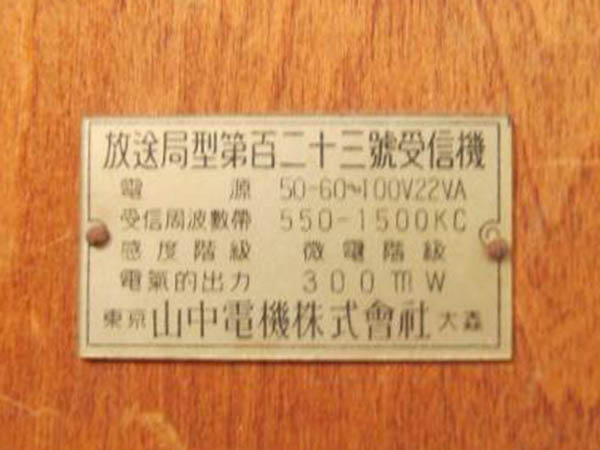 放送局型第百二十三號受信機
電源 50-60~100V22VA
受信周波數帶 550-1500KC
感度階級 微電階級
電氣的出力 300mW
東京 山中電機株式會社 大森